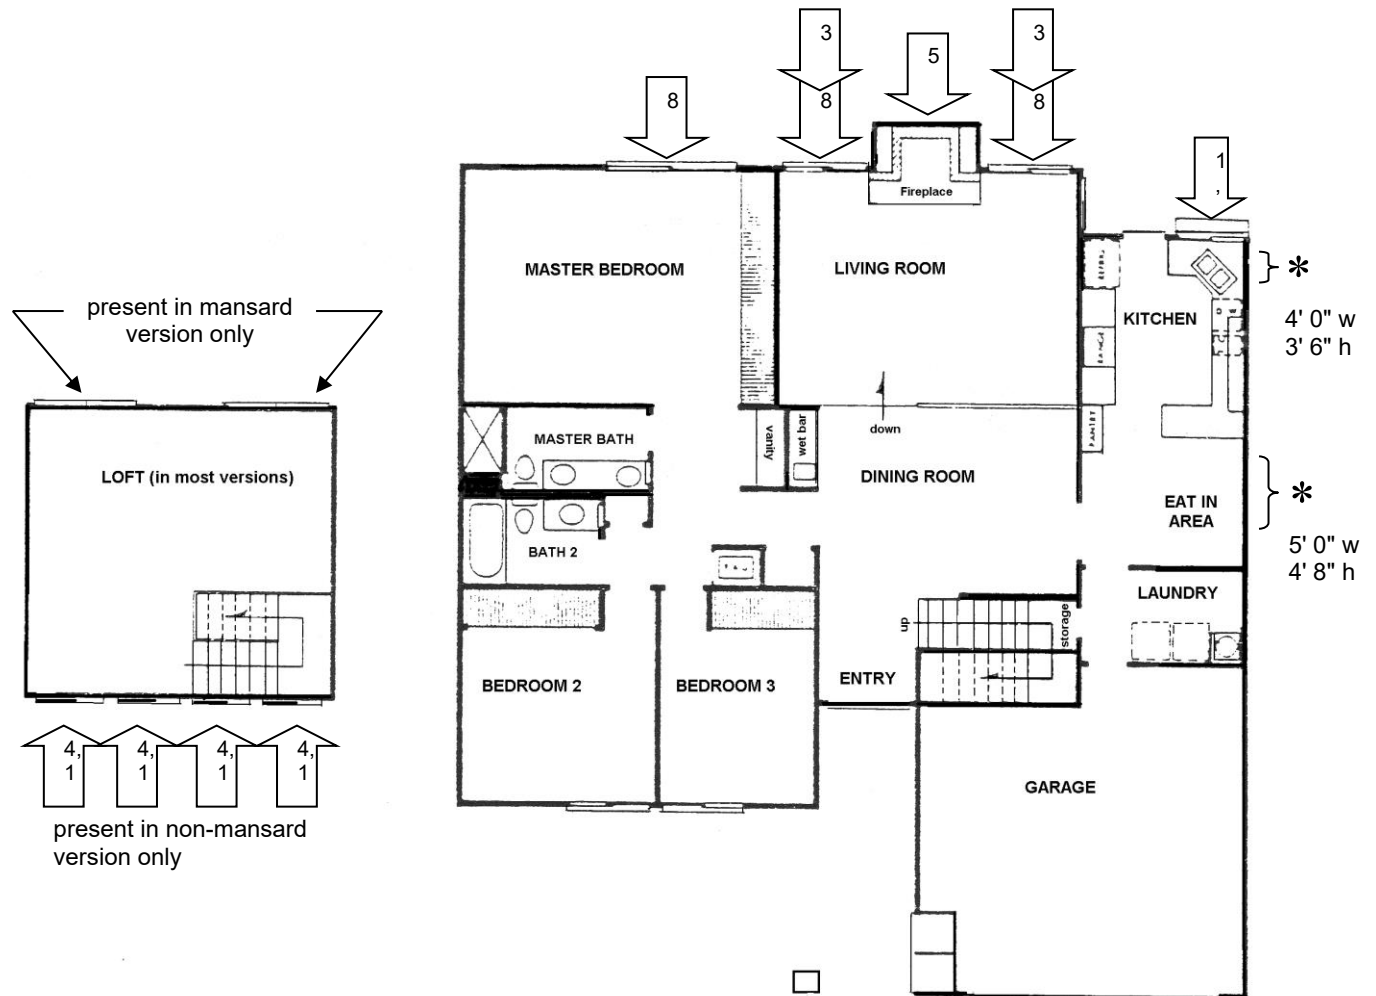 3
3
5
8
8
8
1
,
Fireplace
REFRIG
MASTER BEDROOM
LIVING ROOM
*
present in mansard
version only
KITCHEN
4' 0" w
3' 6" h
RANGE
down
PANTRY
vanity
wet bar
MASTER BATH
LOFT (in most versions)
DINING ROOM
*
EAT IN
AREA
5' 0" w
4' 8" h
BATH 2
LAUNDRY
up
storage
ENTRY
BEDROOM 2
BEDROOM 3
4,
1
4,
1
4,
1
4,
1
GARAGE
present in non-mansard
version only